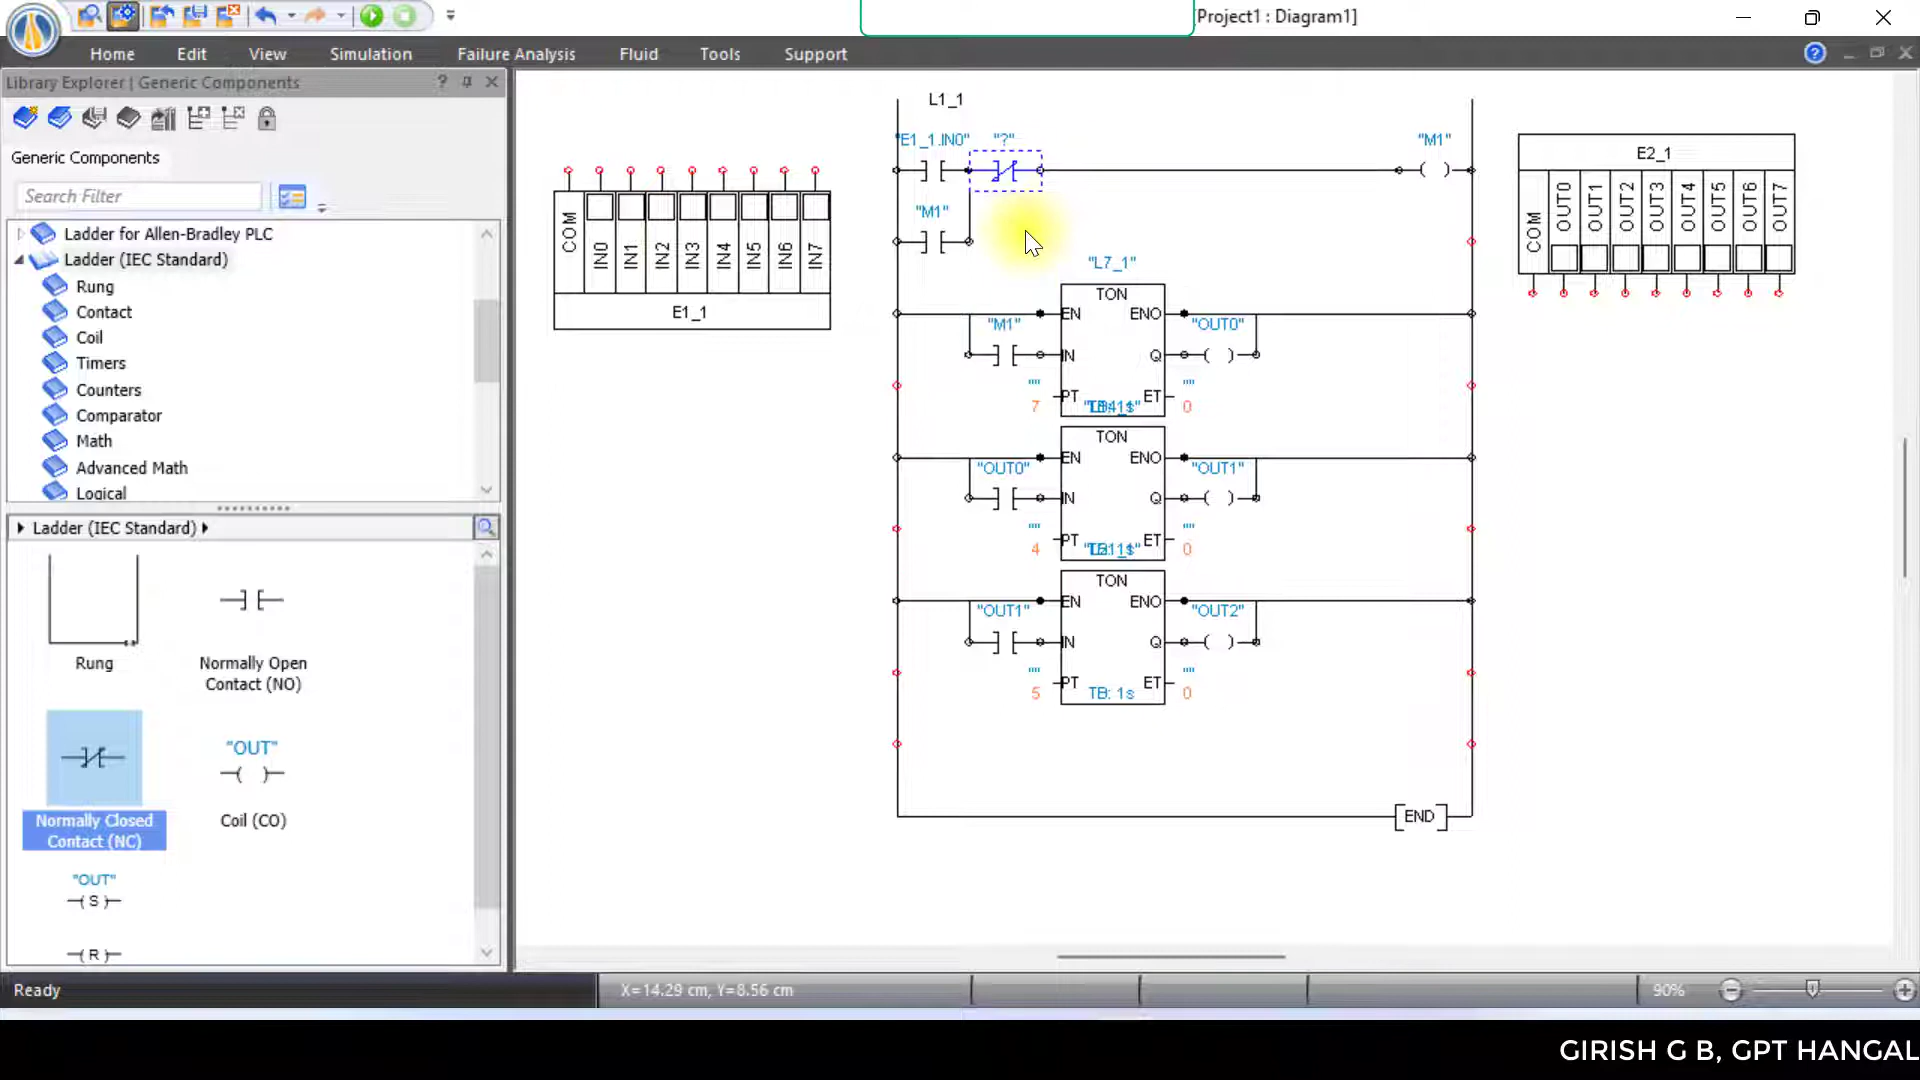 [Project1 : Diagram1]
Home Edit View Simulation Failure Analysis Fluid Tools Support
Library Explorer | Generic Components
Generic Components
Search Filter
Ladder for Allen-Bradley PLC
Ladder (IEC Standard)
Rung
Contact
Coil
Timers
Counters
Comparator
Math
Advanced Math
Logical
Ladder (IEC Standard)
Rung
Normally Open
Contact (NO)
Normally Closed
Contact (NC)
"OUT"
( )
Coil (CO)
"OUT"
(S)
(R)
COM IN0 IN1 IN2 IN3 IN4 IN5 IN6 IN7
E1_1
L1_1
"E1_1.IN0" "?" "M1"
"M1"
"L7_1"
TON
EN ENO
"M1" "OUT0"
IN Q
"" ""
PT ET
7 0
TON
EN ENO
"OUT0" "OUT1"
IN Q
"" ""
PT ET
4 0
TON
EN ENO
"OUT1" "OUT2"
IN Q
"" ""
PT ET
5 TB: 1s 0
[END]
E2_1
COM OUT0 OUT1 OUT2 OUT3 OUT4 OUT5 OUT6 OUT7
Ready
X=14.29 cm, Y=8.56 cm
90%
GIRISH G B, GPT HANGAL